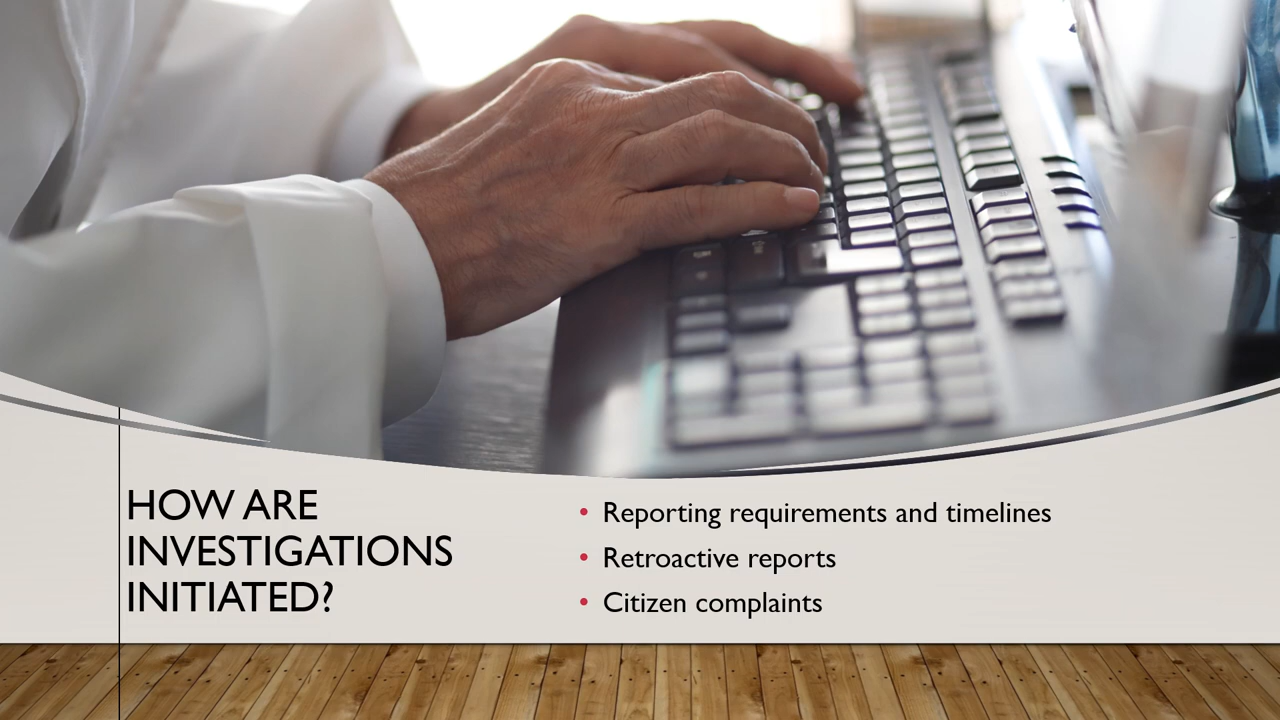 HOW ARE
INVESTIGATIONS
INITIATED?
• Reporting requirements and timelines
• Retroactive reports
• Citizen complaints